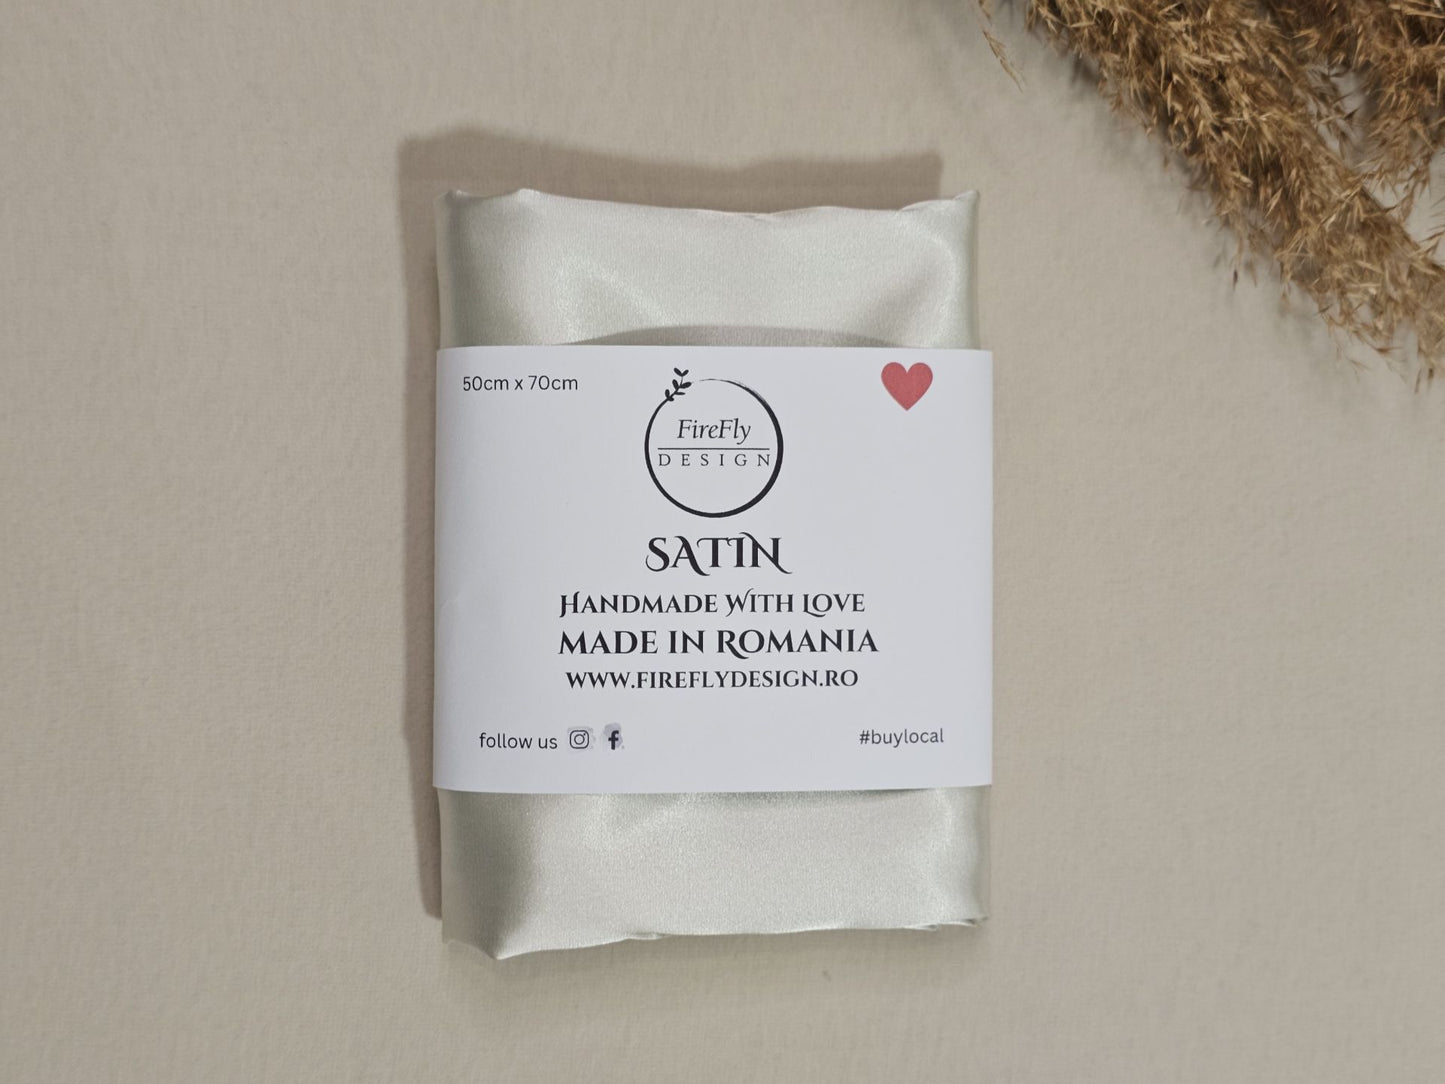 50cm x 70cm
FireFly
DESIGN
SATIN
Handmade With Love
MADE IN ROMANIA
WWW.FIREFLYDESIGN.RO
follow us
#buylocal